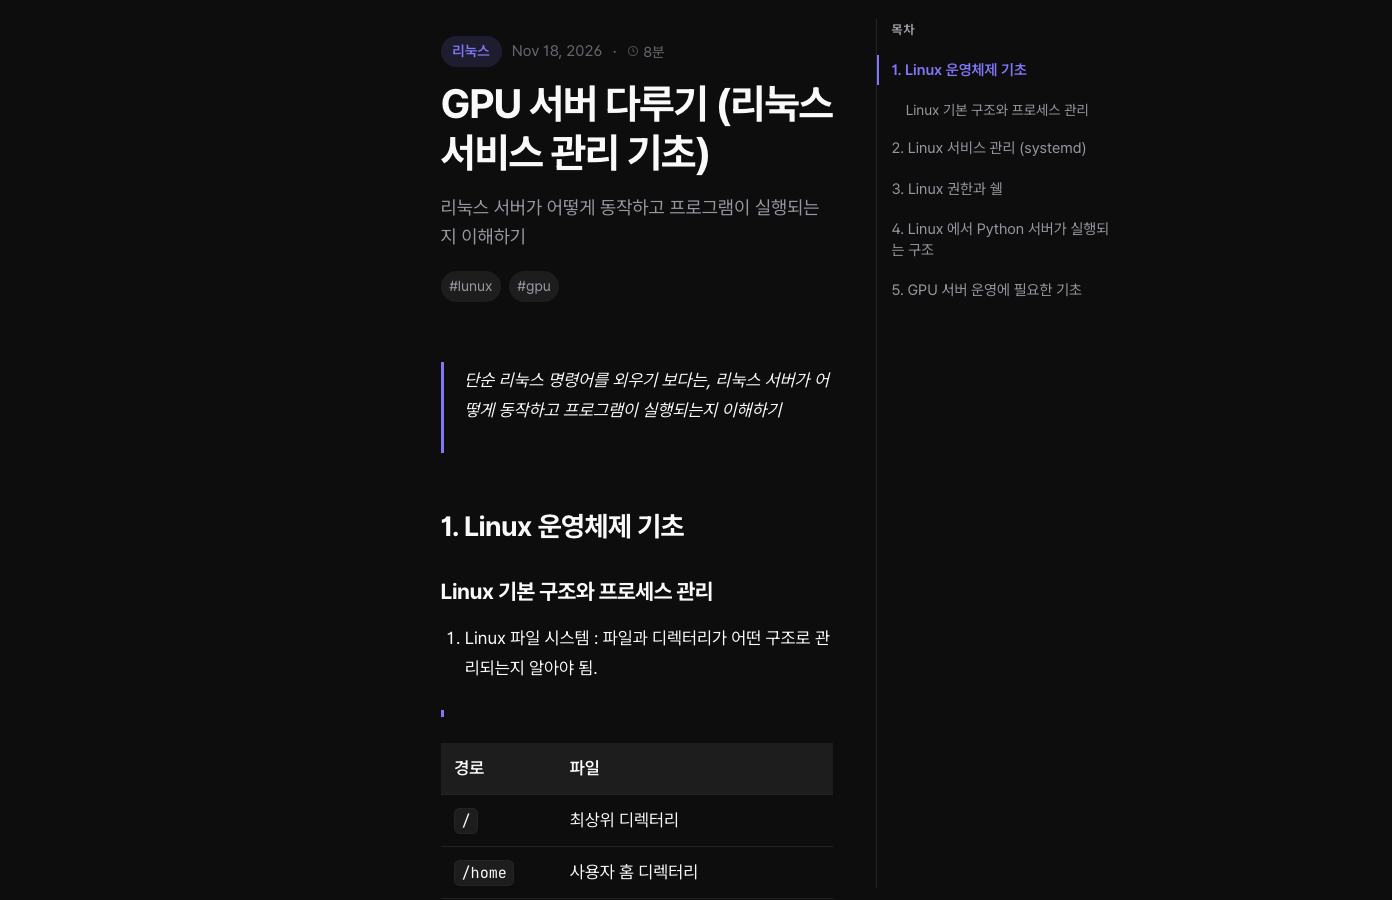 리눅스 Nov 18, 2026 · 8분
GPU 서버 다루기 (리눅스
서비스 관리 기초)
리눅스 서버가 어떻게 동작하고 프로그램이 실행되는
지 이해하기
#lunux #gpu
단순 리눅스 명령어를 외우기 보다는, 리눅스 서버가 어
떻게 동작하고 프로그램이 실행되는지 이해하기
1. Linux 운영체제 기초
Linux 기본 구조와 프로세스 관리
1. Linux 파일 시스템 : 파일과 디렉터리가 어떤 구조로 관
리되는지 알아야 됨.
경로 파일
/ 최상위 디렉터리
/home 사용자 홈 디렉터리
목차
1. Linux 운영체제 기초
Linux 기본 구조와 프로세스 관리
2. Linux 서비스 관리 (systemd)
3. Linux 권한과 쉘
4. Linux 에서 Python 서버가 실행되
는 구조
5. GPU 서버 운영에 필요한 기초